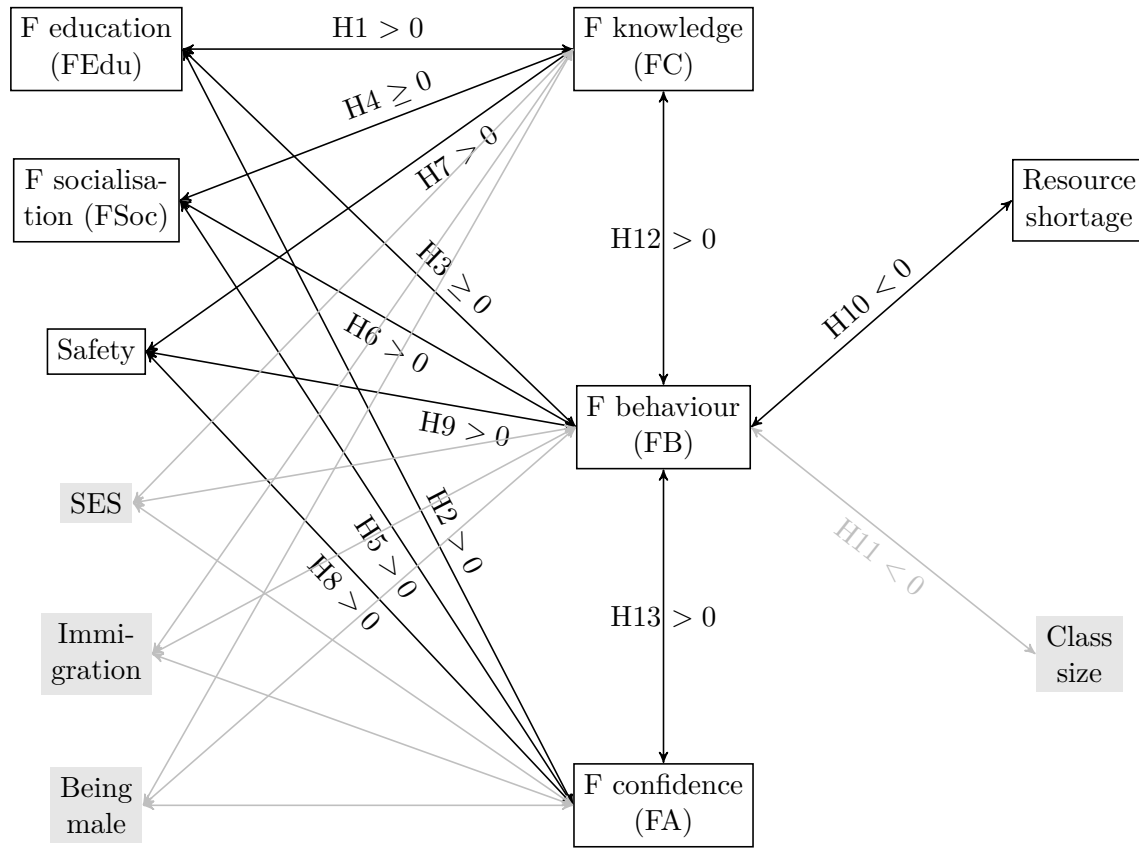 F education
(FEdu)
H1 > 0
F knowledge
(FC)
H4 ≥ 0
H7 > 0
F socialisa-
tion (FSoc)
Resource
shortage
H12 > 0
H3 ≥ 0
H10 < 0
H6 > 0
Safety
F behaviour
(FB)
H9 > 0
SES
H2 > 0
H5 > 0
H8 > 0
H11 < 0
H13 > 0
Immi-
gration
Class
size
Being
male
F confidence
(FA)